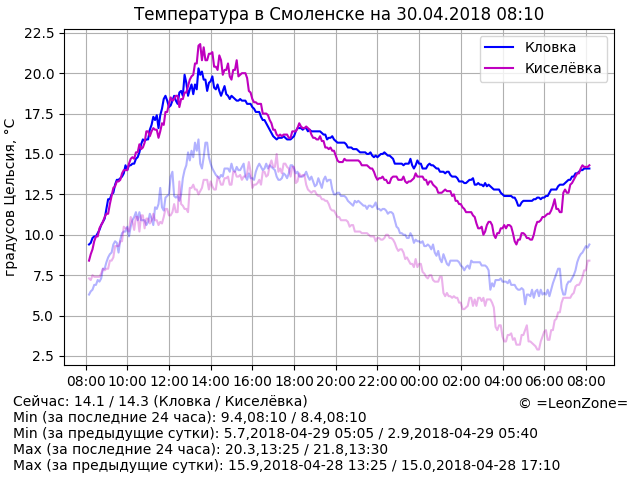 Температура в Смоленске на 30.04.2018 08:10
градусов Цельсия, °C
22.5
20.0
17.5
15.0
12.5
10.0
7.5
5.0
2.5
Кловка
Киселёвка
08:00 10:00 12:00 14:00 16:00 18:00 20:00 22:00 00:00 02:00 04:00 06:00 08:00
Сейчас: 14.1 / 14.3 (Кловка / Киселёвка)
© =LeonZone=
Min (за последние 24 часа): 9.4,08:10 / 8.4,08:10
Min (за предыдущие сутки): 5.7,2018-04-29 05:05 / 2.9,2018-04-29 05:40
Max (за последние 24 часа): 20.3,13:25 / 21.8,13:30
Max (за предыдущие сутки): 15.9,2018-04-28 13:25 / 15.0,2018-04-28 17:10